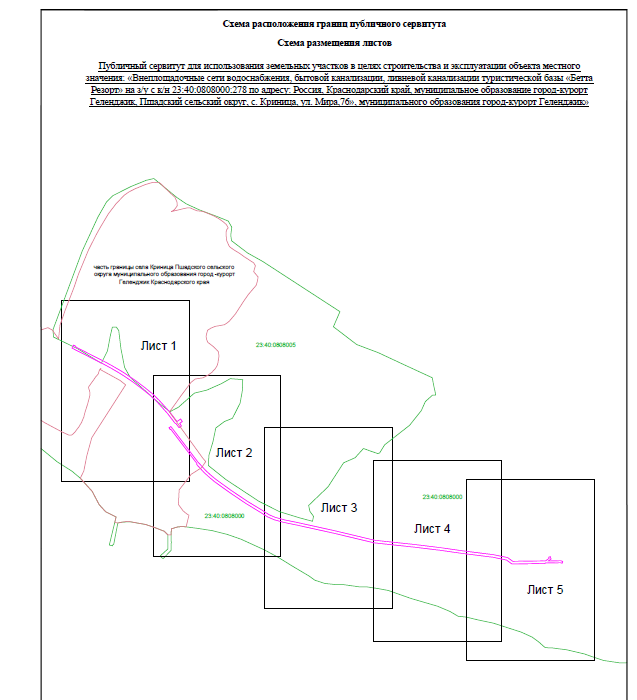 Схема расположения границ публичного сервитута
Схема размещения листов
Публичный сервитут для использования земельных участков в целях строительства и эксплуатации объекта местного
значения: «Внеплощадочные сети водоснабжения, бытовой канализации, ливневой канализации туристической базы «Бетта
Резорт» на з/у с к/н 23:40:0808000:278 по адресу: Россия, Краснодарский край, муниципальное образование город-курорт
Геленджик, Пшадский сельский округ, с. Криница, ул. Мира,76», муниципального образования город-курорт Геленджик»
часть границы села Криница Пшадского сельского
округа муниципального образования город-курорт
Геленджик Краснодарского края
Лист 1
23:40:0808005
Лист 2
23:40:0808000
Лист 3
23:40:0808000
Лист 4
Лист 5